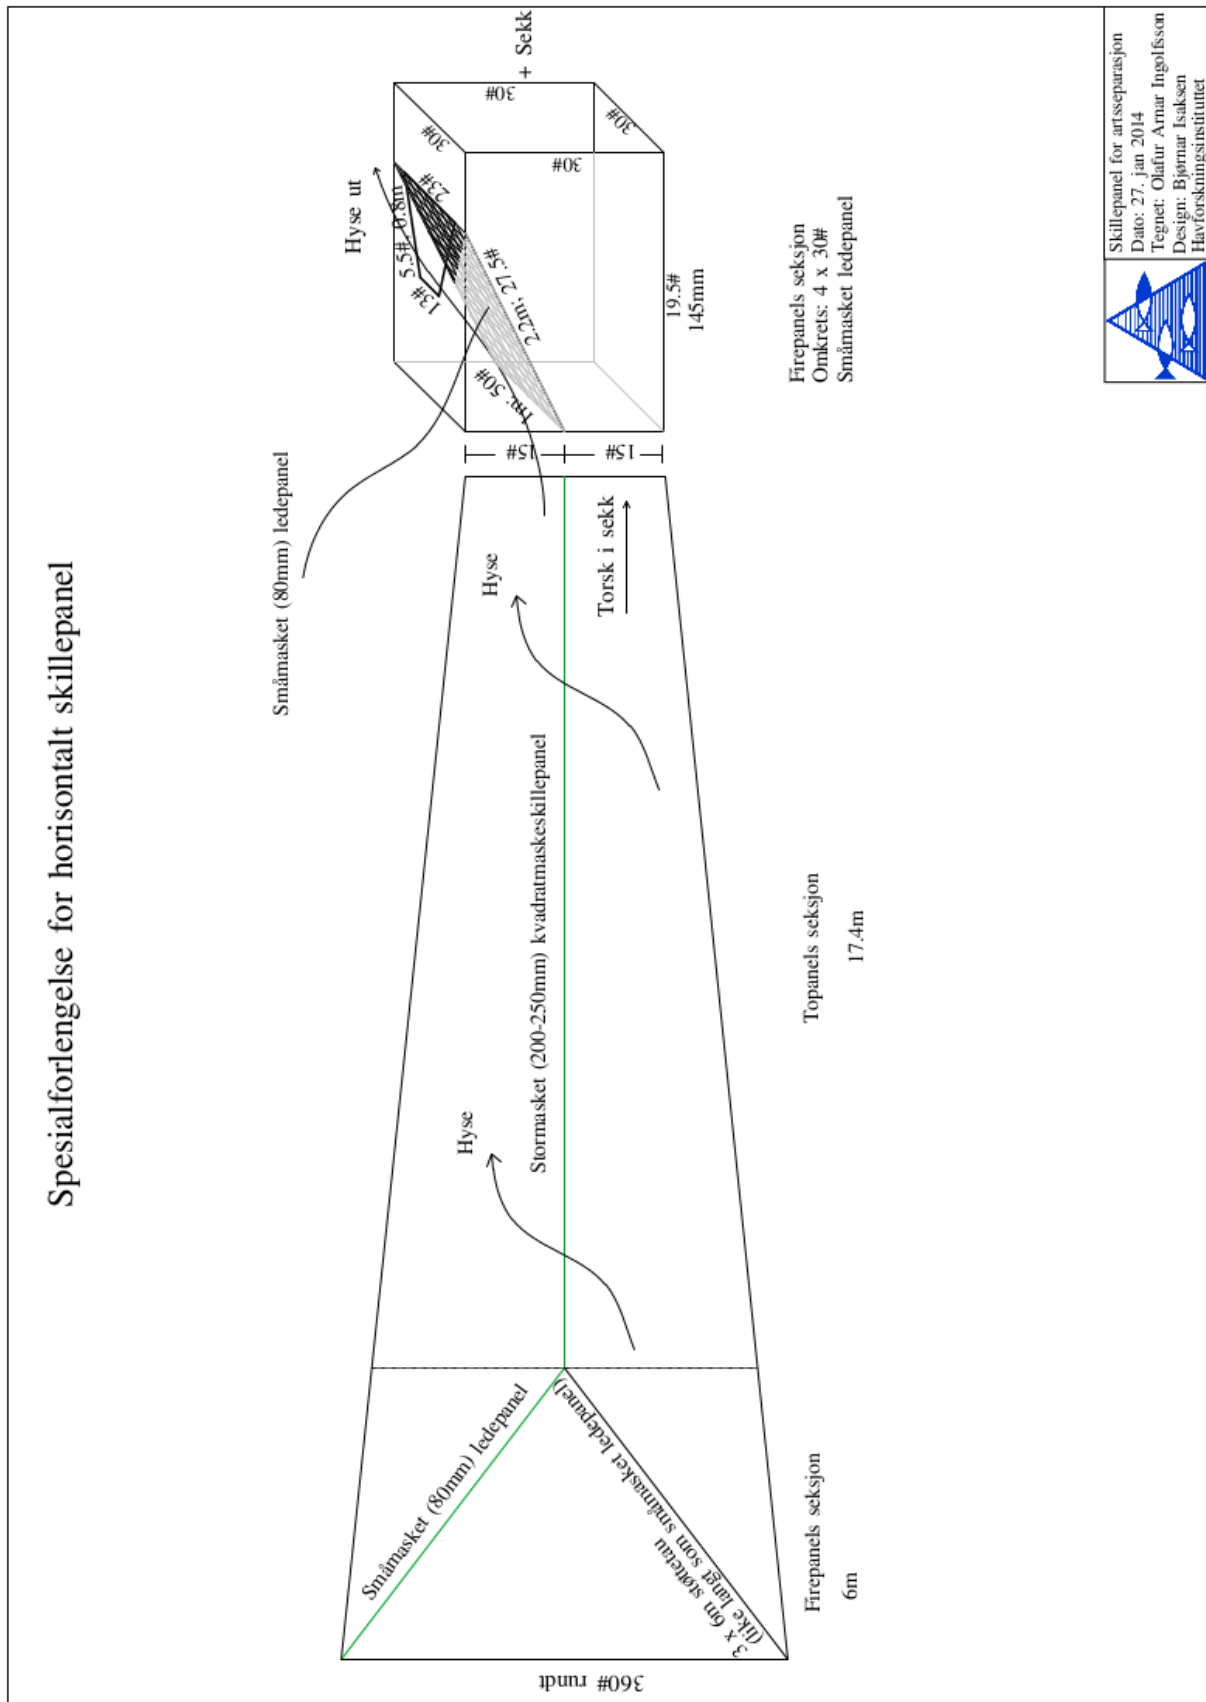 Spesialforlengelse for horisontalt skillepanel
Småmasket (80mm) ledepanel
Hyse ut
+ Sekk
30#
30#
30#
30#
23#
5.5#, 0.8m
13#
2.2m; 27.5#
1m; 50#
19.5#
145mm
15#
15#
Firepanels seksjon
Omkrets: 4 x 30#
Småmasket ledepanel
Hyse
Torsk i sekk
Stormasket (200-250mm) kvadratmaskeskillepanel
Hyse
Topanels seksjon
17.4m
Småmasket (80mm) ledepanel
3 x 6m støttetau
(like langt som småmasket ledepanel)
Firepanels seksjon
6m
360# rundt
Skillepanel for artsseparasjon
Dato: 27. jan 2014
Tegnet: Olafur Arnar Ingolfsson
Design: Bjørnar Isaksen
Havforskningsinstituttet